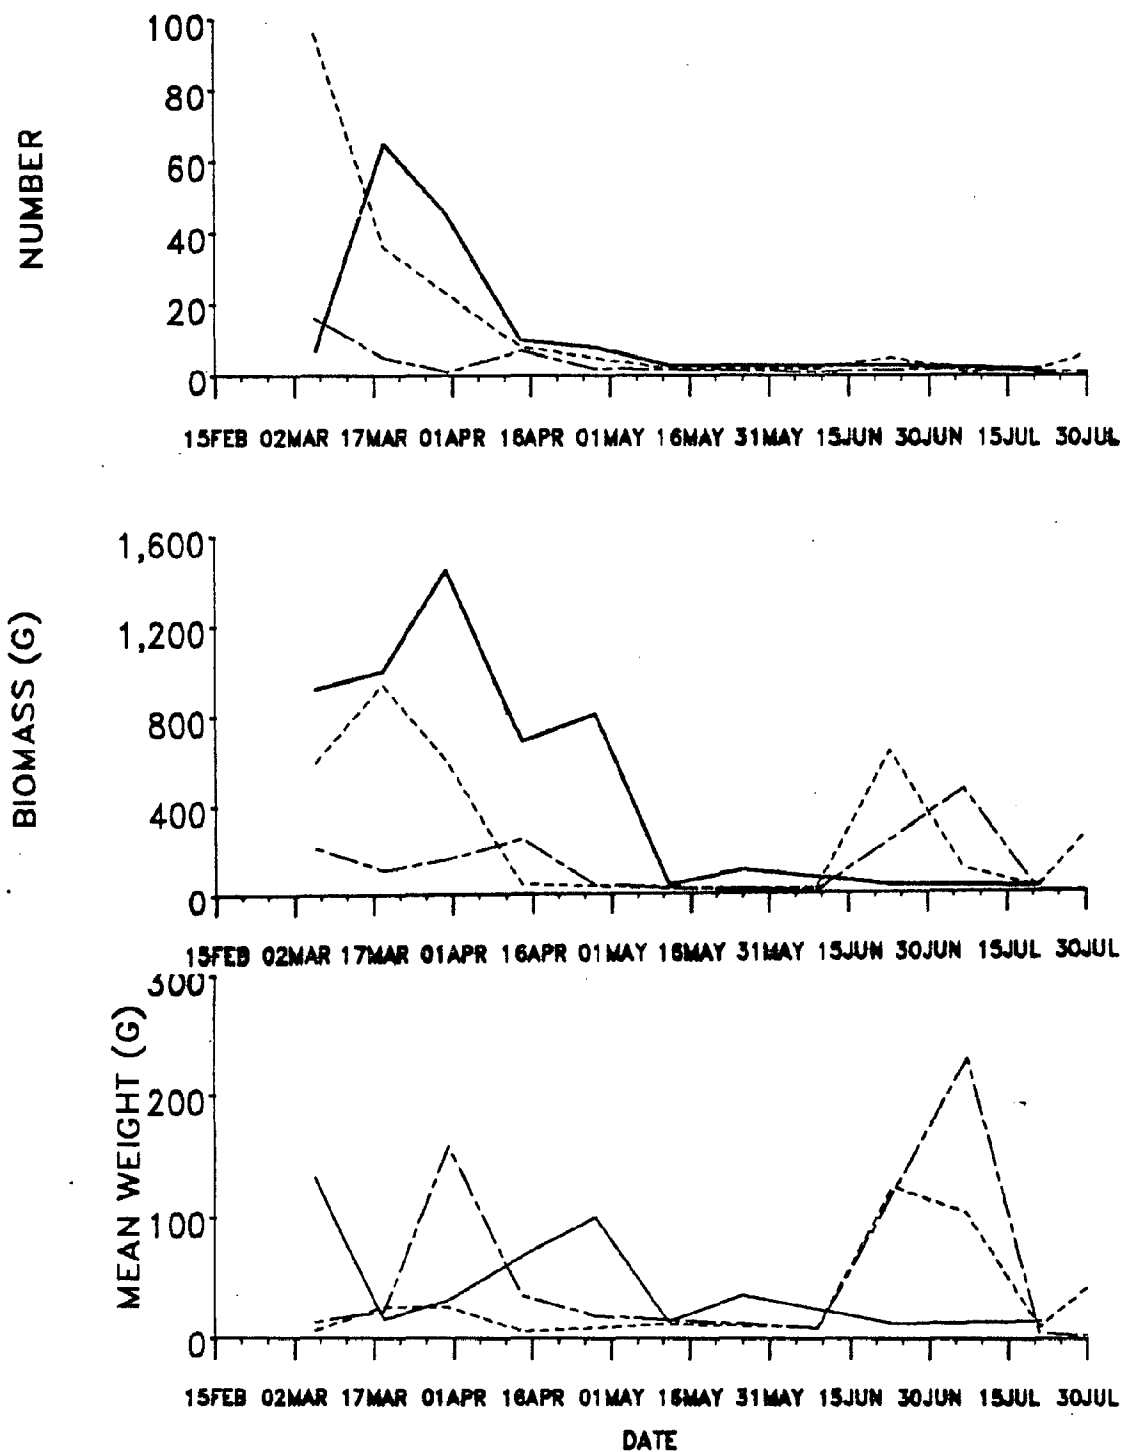 NUMBER
100
80
60
40
20
0
15FEB 02MAR 17MAR 01APR 16APR 01MAY 16MAY 31MAY 15JUN 30JUN 15JUL 30JUL
BIOMASS (G)
1,600
1,200
800
400
0
15FEB 02MAR 17MAR 01APR 16APR 01MAY 16MAY 31MAY 15JUN 30JUN 15JUL 30JUL
MEAN WEIGHT (G)
300
200
100
0
15FEB 02MAR 17MAR 01APR 16APR 01MAY 16MAY 31MAY 15JUN 30JUN 15JUL 30JUL
DATE